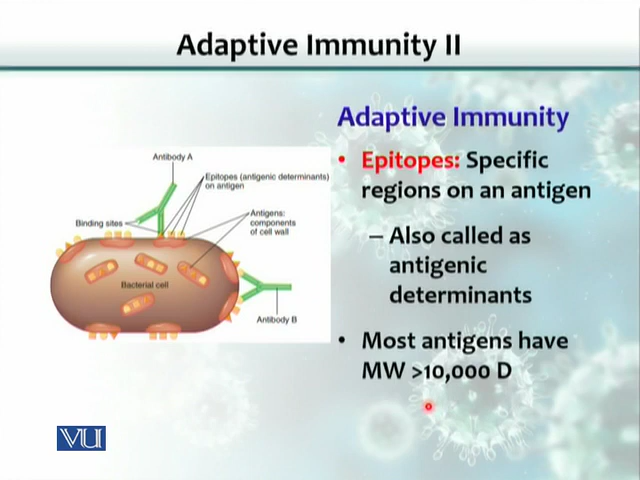 Adaptive Immunity II
Antibody A
Epitopes (antigenic determinants)
on antigen
Binding sites
Antigens:
components
of cell wall
Bacterial cell
Antibody B
Adaptive Immunity
• Epitopes: Specific
regions on an antigen
– Also called as
antigenic
determinants
• Most antigens have
MW >10,000 D
VU